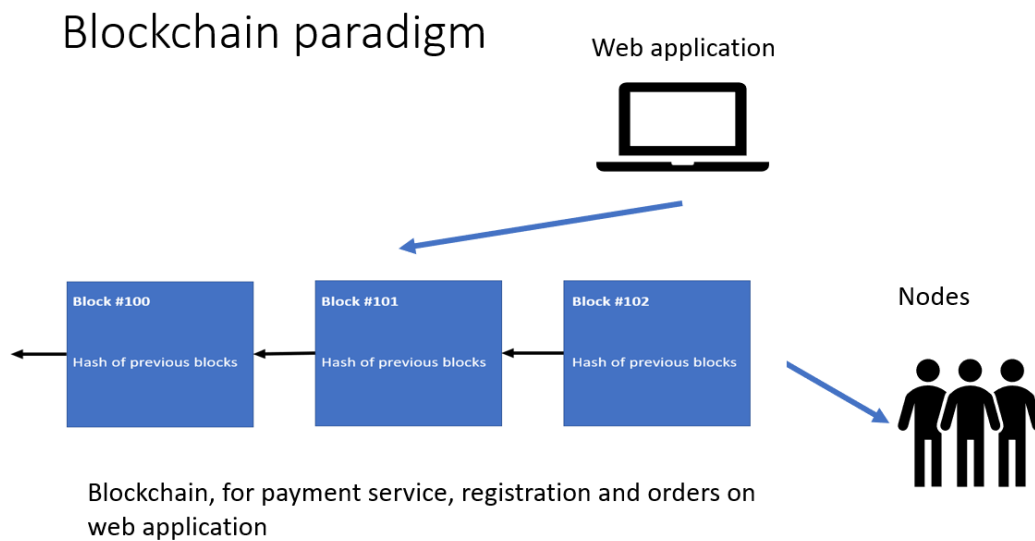 Blockchain paradigm
Web application
Block #100
Hash of previous blocks
Block #101
Hash of previous blocks
Block #102
Hash of previous blocks
Nodes
Blockchain, for payment service, registration and orders on
web application